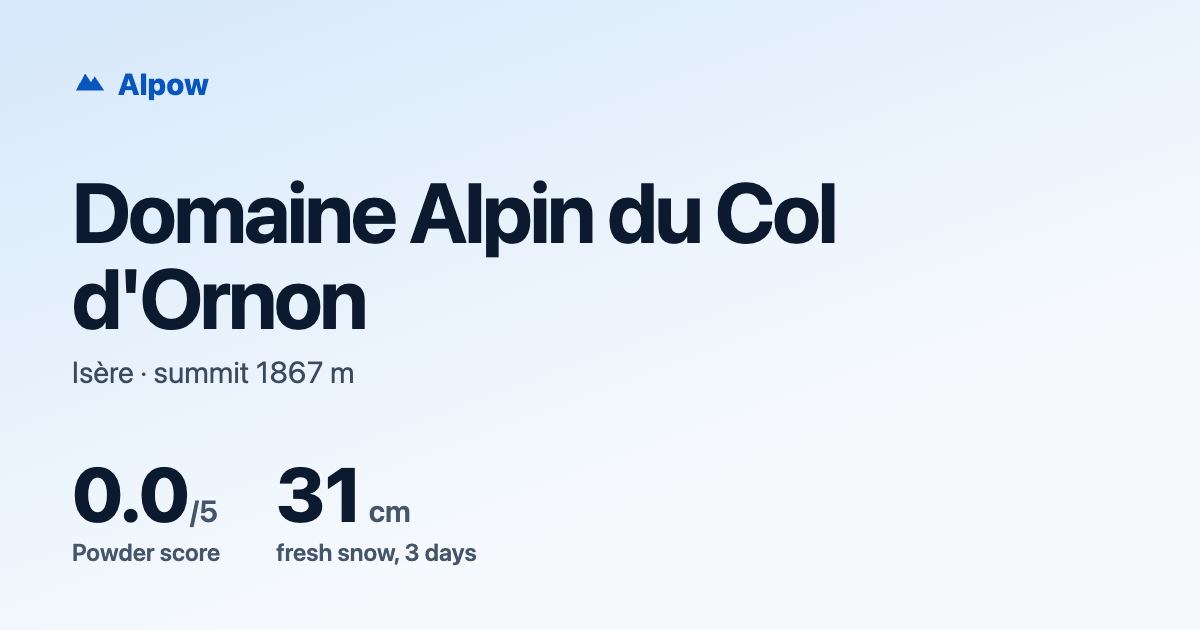 Alpow
Domaine Alpin du Col
d'Ornon
Isère · summit 1867 m
0.0/5
31 cm
Powder score
fresh snow, 3 days